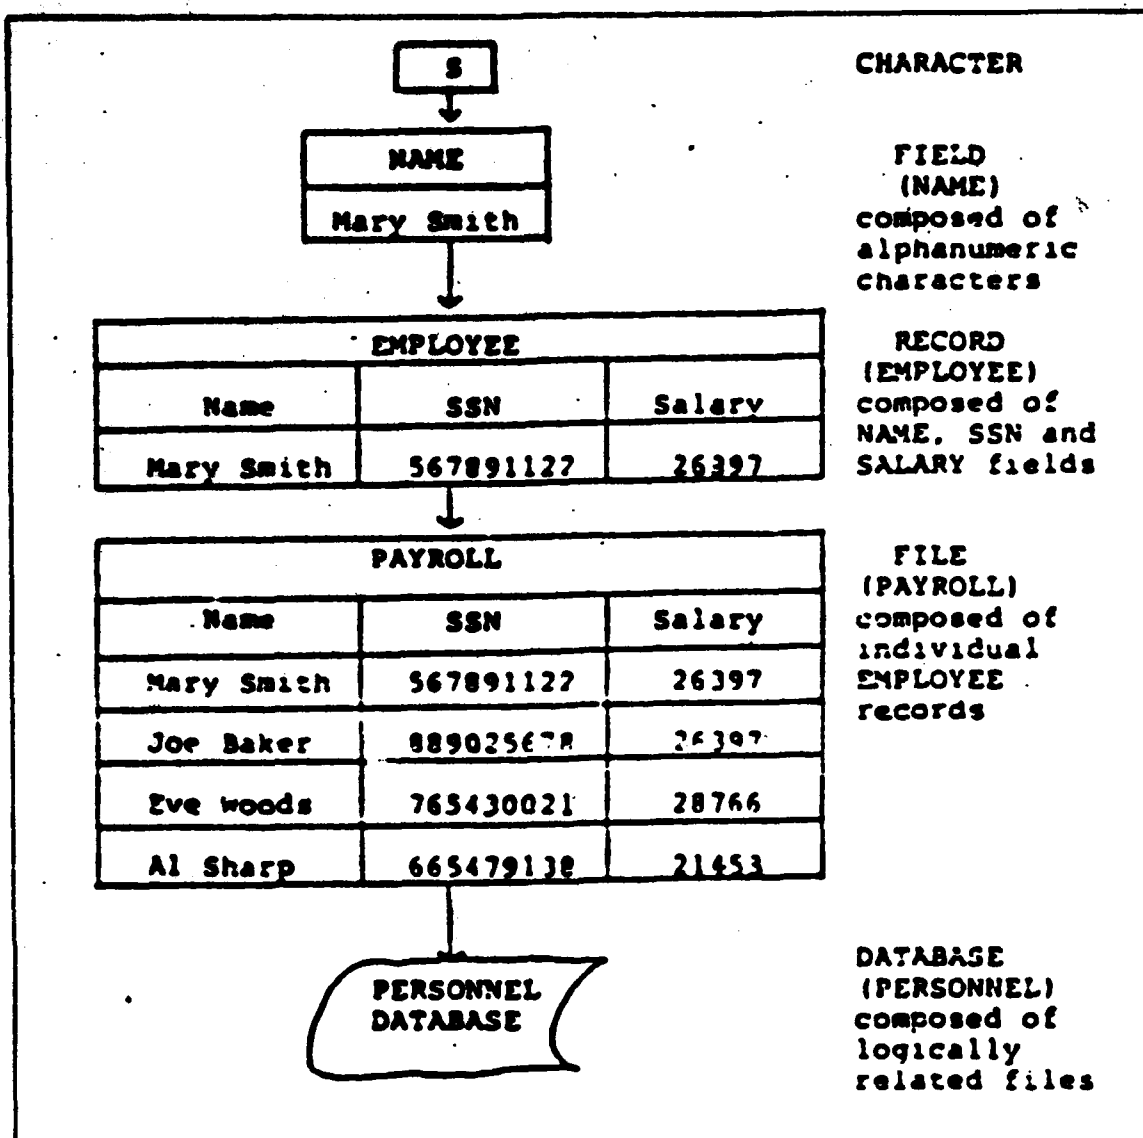 S
CHARACTER
NAME
Mary Smith
FIELD
(NAME)
composed of
alphanumeric
characters
EMPLOYEE
Name SSN Salary
Mary Smith 567891122 26397
RECORD
(EMPLOYEE)
composed of
NAME, SSN and
SALARY fields
PAYROLL
Name SSN Salary
Mary Smith 567891122 26397
Joe Baker 26397
Eve Woods 765430021 28766
Al Sharp 665479138 21453
FILE
(PAYROLL)
composed of
individual
EMPLOYEE
records
PERSONNEL
DATABASE
DATABASE
(PERSONNEL)
composed of
logically
related files